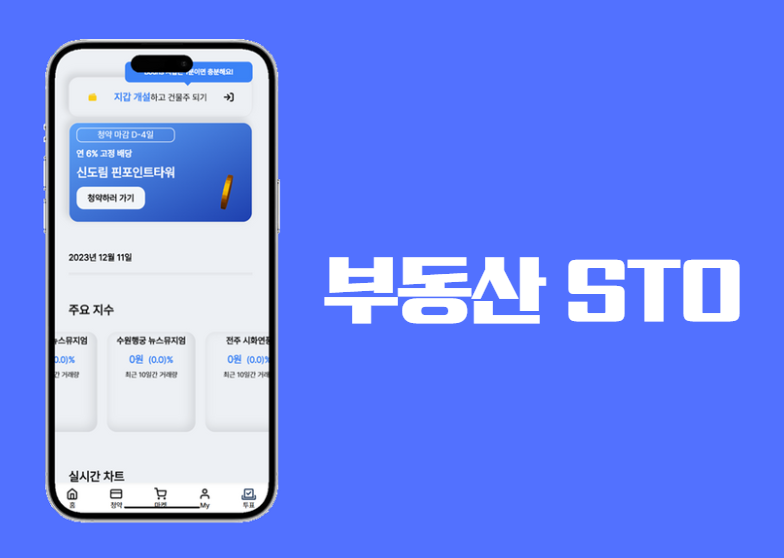 지갑 개설하고 건물주 되기
청약 마감 D-4일
연 6% 고정 배당
신도림 핀포인트타워
청약하러 가기
2023년 12월 11일
주요 지수
뉴스뮤지엄 수원행궁 뉴스뮤지엄 전주 시화연풍
0.0)% 0원 (0.0)% 0원 (0.0)%
간 거래량 최근 10일간 거래량 최근 10일간 거래량
실시간 차트
홈 청약 마켓 My 투표
부동산 STO